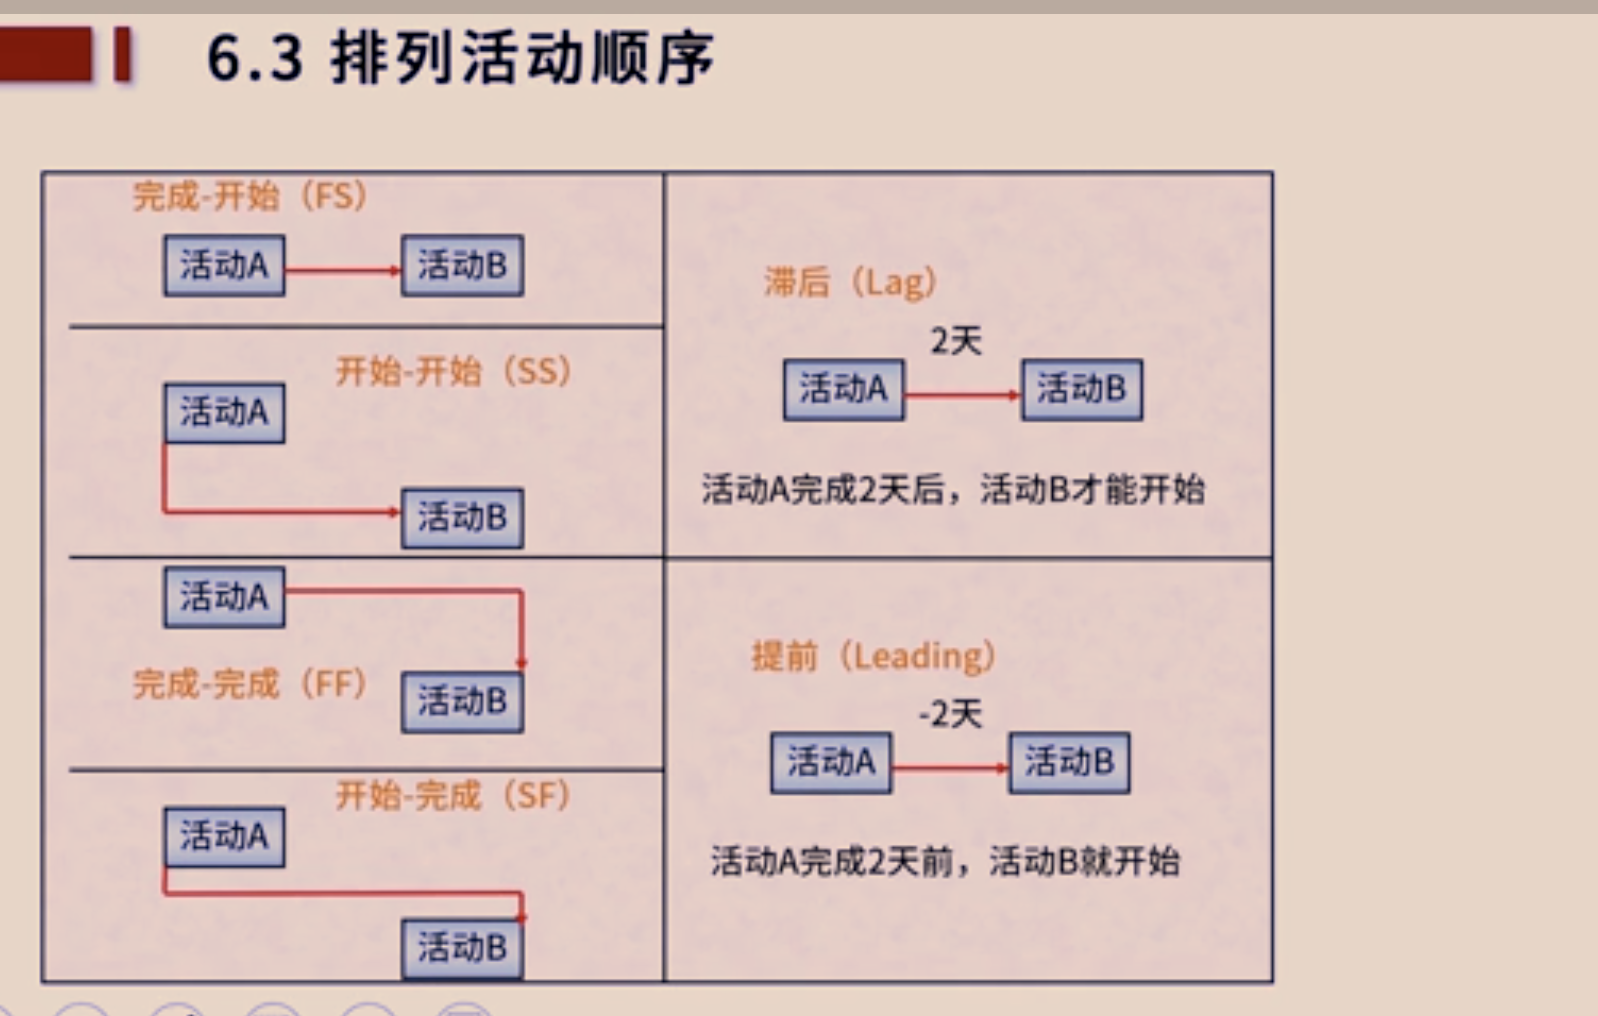 6.3 排列活动顺序
完成-开始（FS）
活动A
活动B
开始-开始（SS）
活动A
活动B
活动A
完成-完成（FF）
活动B
开始-完成（SF）
活动A
活动B
滞后（Lag）
2天
活动A
活动B
活动A完成2天后，活动B才能开始
提前（Leading）
-2天
活动A
活动B
活动A完成2天前，活动B就开始